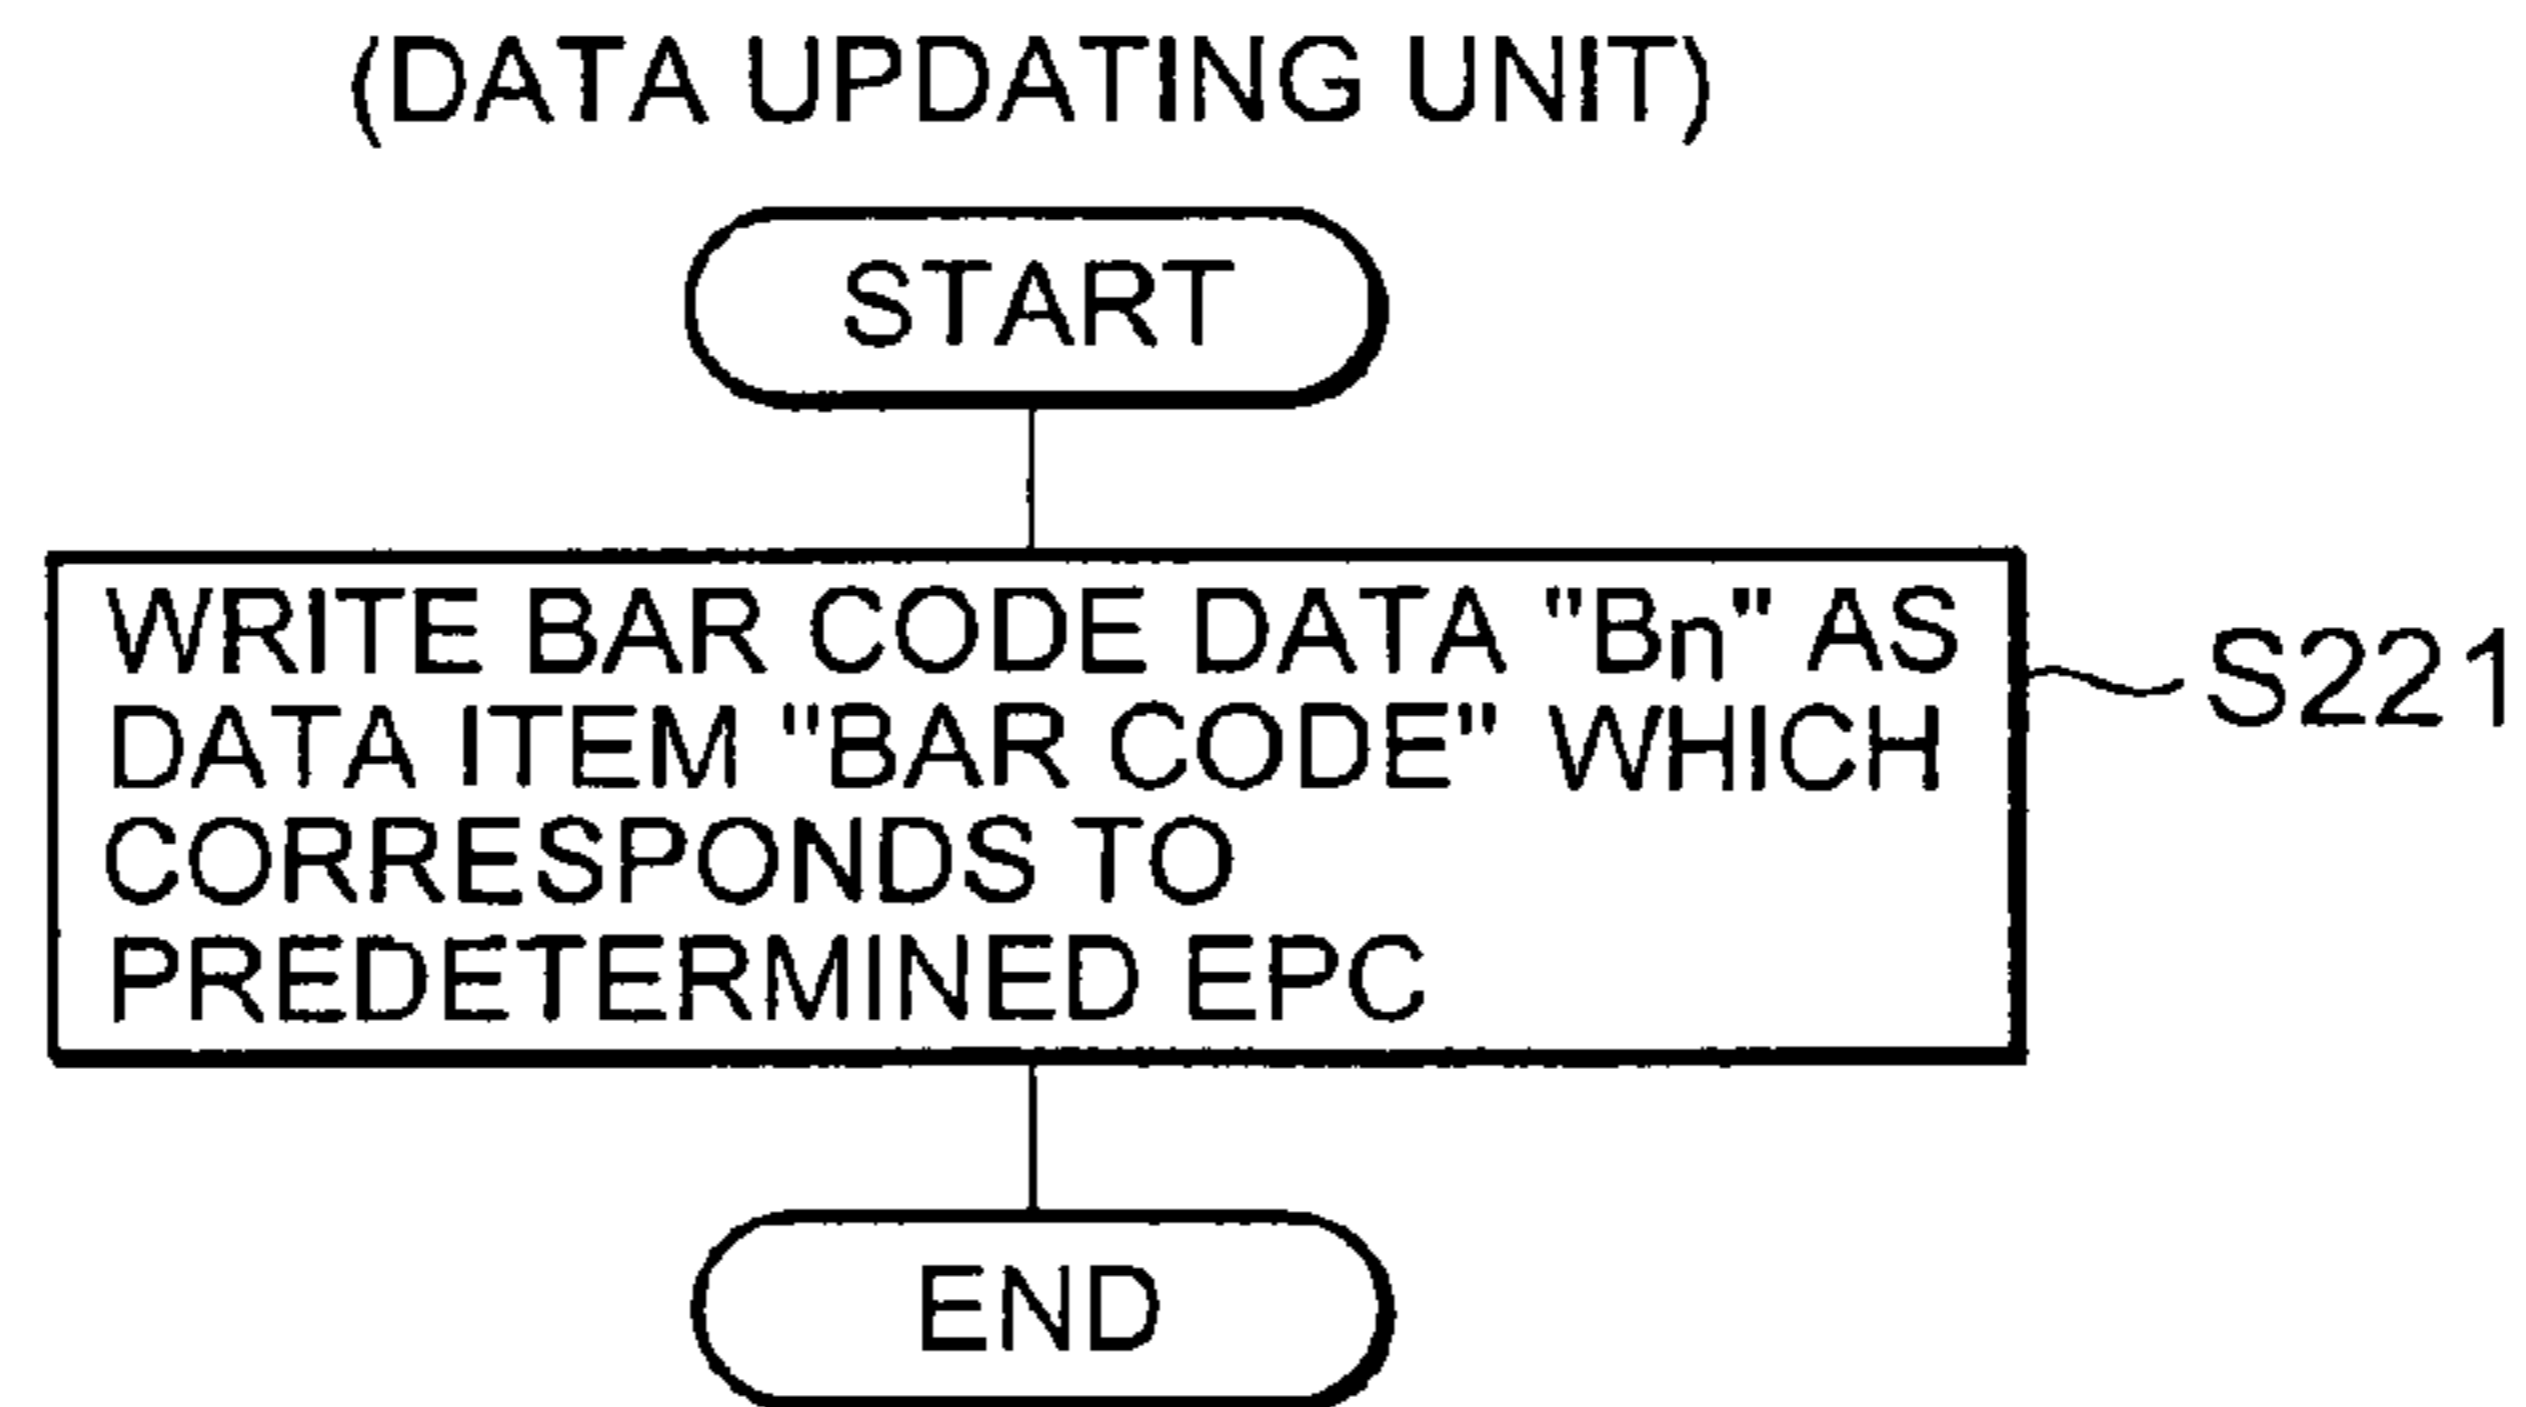 (DATA UPDATING UNIT)
START
WRITE BAR CODE DATA "Bn" AS
DATA ITEM "BAR CODE" WHICH
CORRESPONDS TO
PREDETERMINED EPC
S221
END